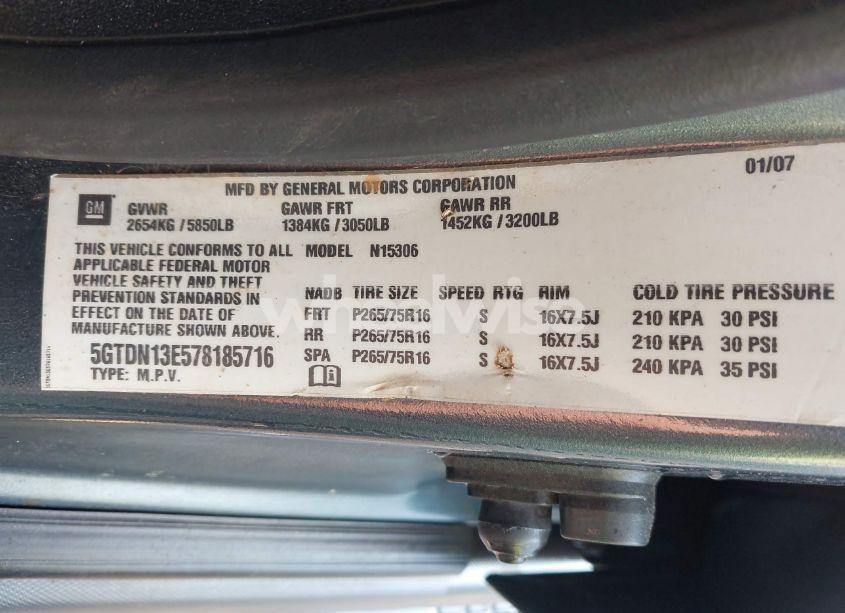 01/07
MFD BY GENERAL MOTORS CORPORATION
GM
GVWR GAWR FRT GAWR RR
2654KG / 5850LB 1384KG / 3050LB 1452KG / 3200LB
THIS VEHICLE CONFORMS TO ALL
APPLICABLE FEDERAL MOTOR
VEHICLE SAFETY AND THEFT
PREVENTION STANDARDS IN
EFFECT ON THE DATE OF
MANUFACTURE SHOWN ABOVE.
5GTDN13E578185716
TYPE: M.P.V.
MODEL N15306
NADB TIRE SIZE SPEED RTG RIM COLD TIRE PRESSURE
FRT P265/75R16 S 16X7.5J 210 KPA 30 PSI
RR P265/75R16 S 16X7.5J 210 KPA 30 PSI
SPA P265/75R16 S 16X7.5J 240 KPA 35 PSI